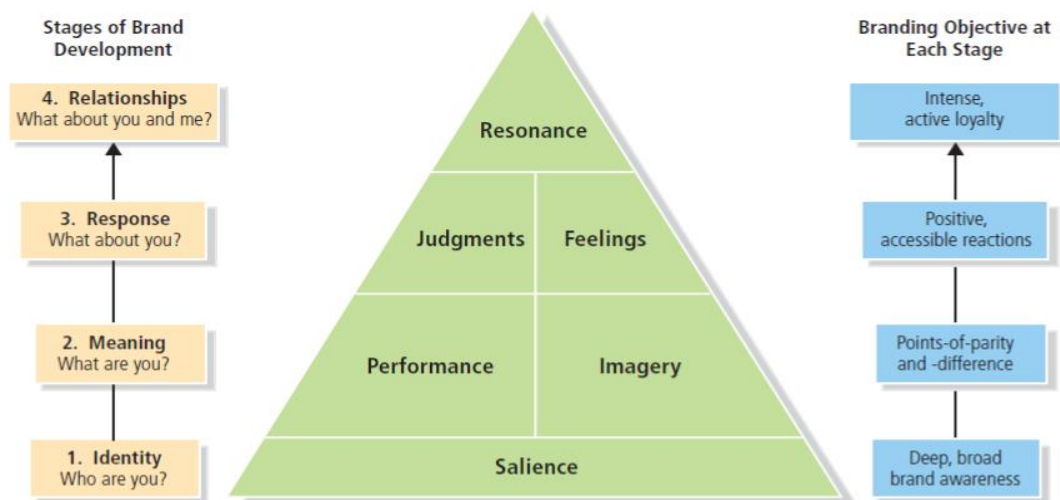 Stages of Brand
Development
4. Relationships
What about you and me?
3. Response
What about you?
2. Meaning
What are you?
1. Identity
Who are you?
Resonance
Judgments
Feelings
Performance
Imagery
Salience
Branding Objective at
Each Stage
Intense,
active loyalty
Positive,
accessible reactions
Points-of-parity
and -difference
Deep, broad
brand awareness